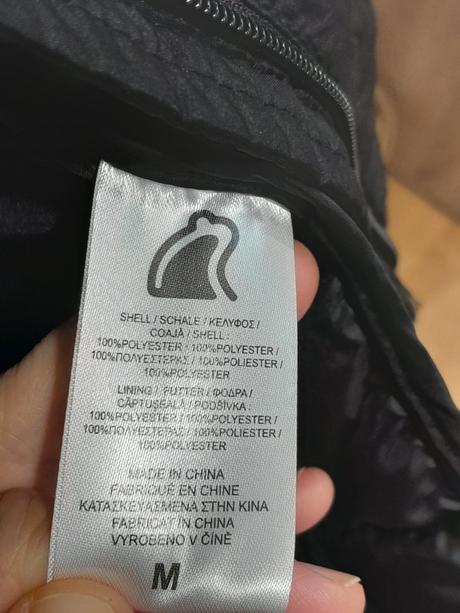 SHELL / SCHALE / ΚΕΛΥΦΟΣ /
COAJĂ / SHELL :
100%POLYESTER / 100%POLYESTER /
100%ΠΟΛΥΕΣΤΕΡΑΣ / 100%POLIESTER /
100%POLYESTER
LINING / FUTTER / ΦΟΔΡΑ /
CĂPTUȘEALĂ / PODŠÍVKA :
100%POLYESTER / 100%POLYESTER /
100%ΠΟΛΥΕΣΤΕΡΑΣ / 100%POLIESTER /
100%POLYESTER
MADE IN CHINA
FABRIQUÉ EN CHINE
ΚΑΤΑΣΚΕΥΑΣΜΕΝΑ ΣΤΗΝ ΚΙΝΑ
FABRICAT ÎN CHINA
VYROBENO V ČÍNĚ
M